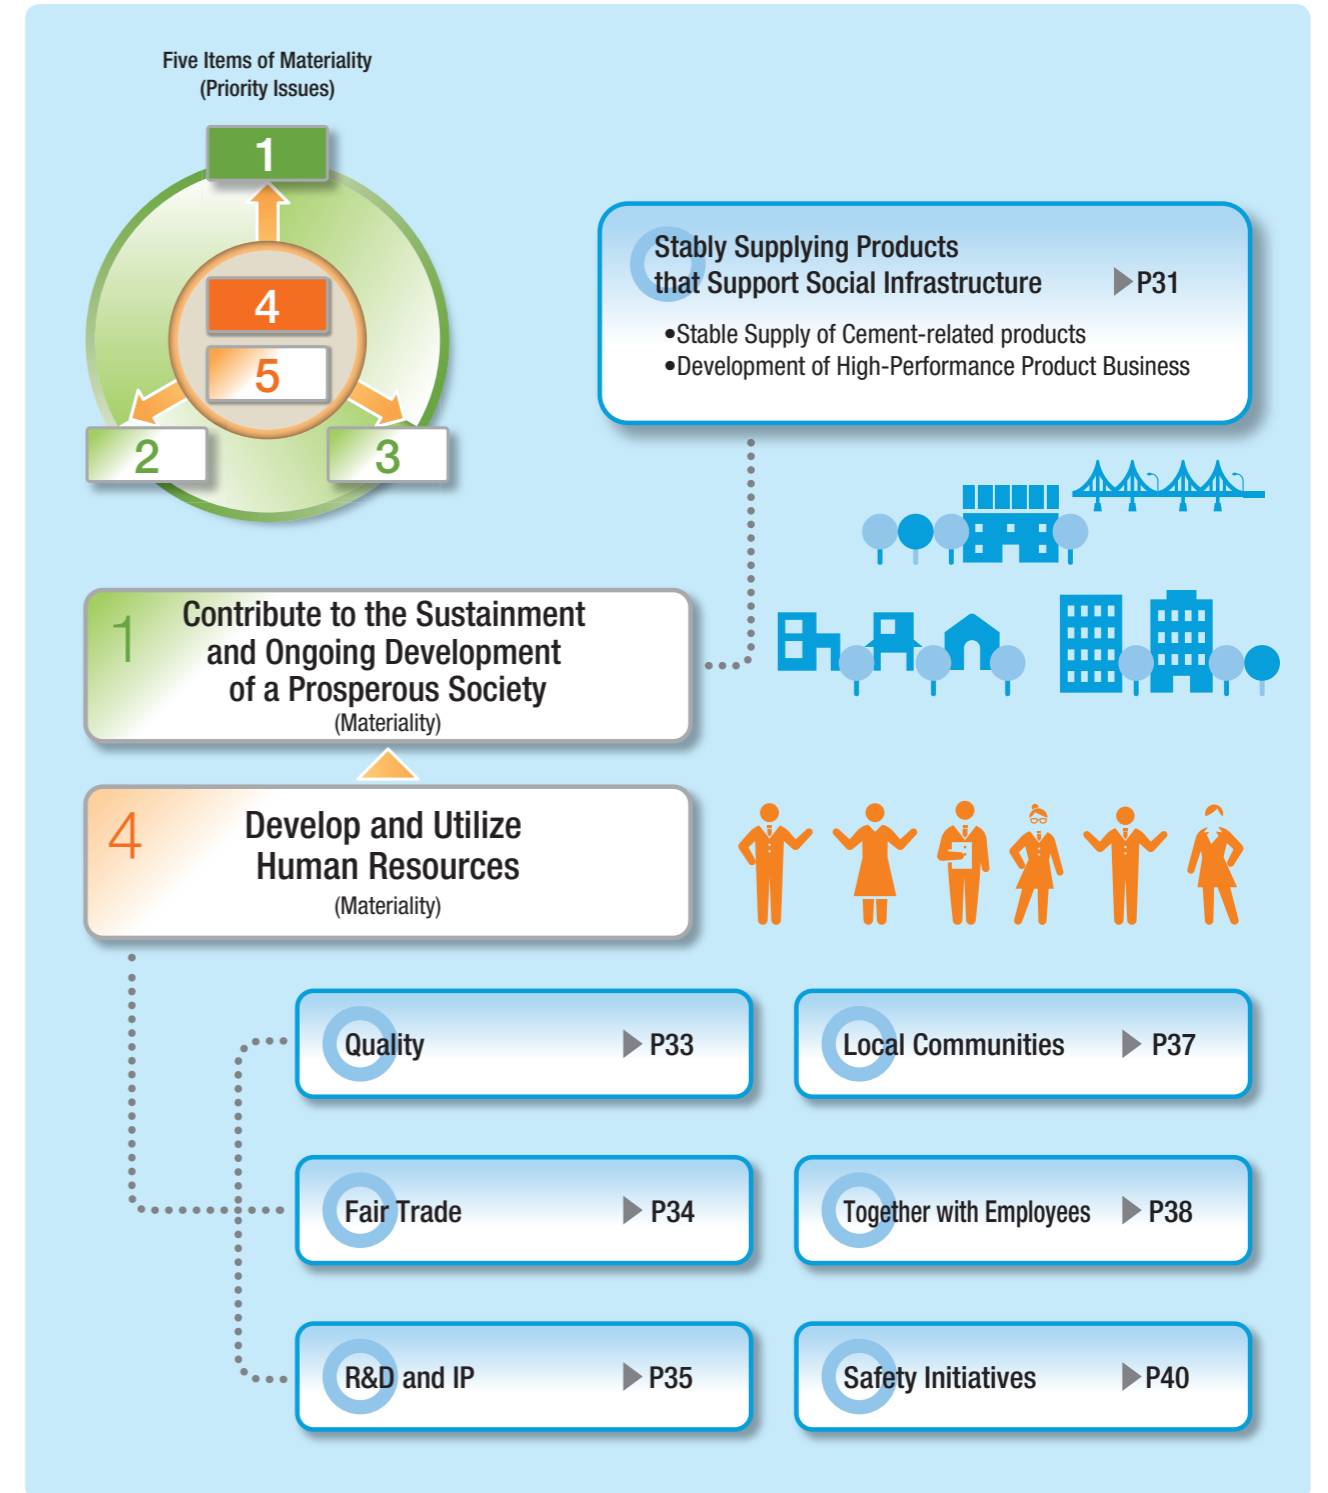 Five Items of Materiality
(Priority Issues)
1
4
5
2
3
Stably Supplying Products
that Support Social Infrastructure ▶P31
•Stable Supply of Cement-related products
•Development of High-Performance Product Business
1
Contribute to the Sustainment
and Ongoing Development
of a Prosperous Society
(Materiality)
4
Develop and Utilize
Human Resources
(Materiality)
Quality ▶ P33
Local Communities ▶ P37
Fair Trade ▶ P34
Together with Employees ▶ P38
R&D and IP ▶ P35
Safety Initiatives ▶ P40